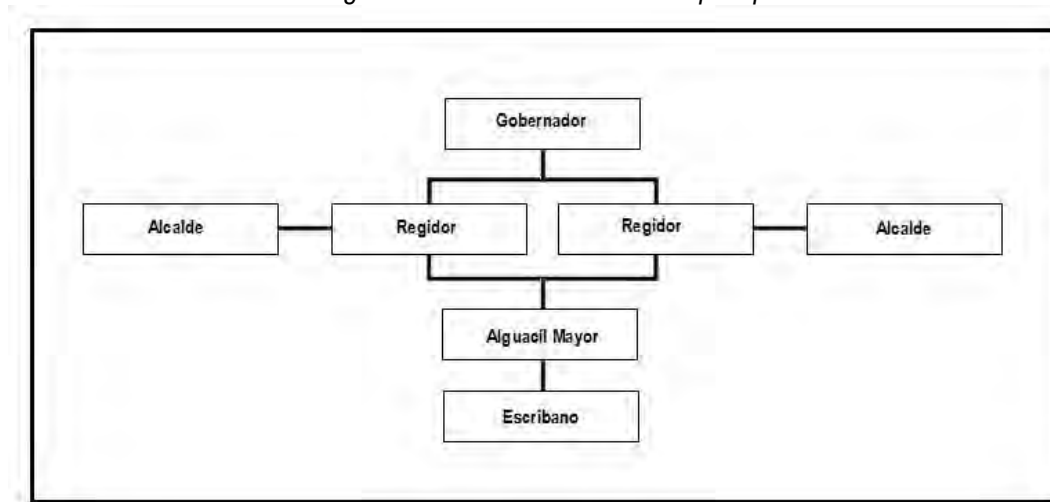 Gobernador
Alcalde
Regidor
Regidor
Alcalde
Alguacil Mayor
Escribano